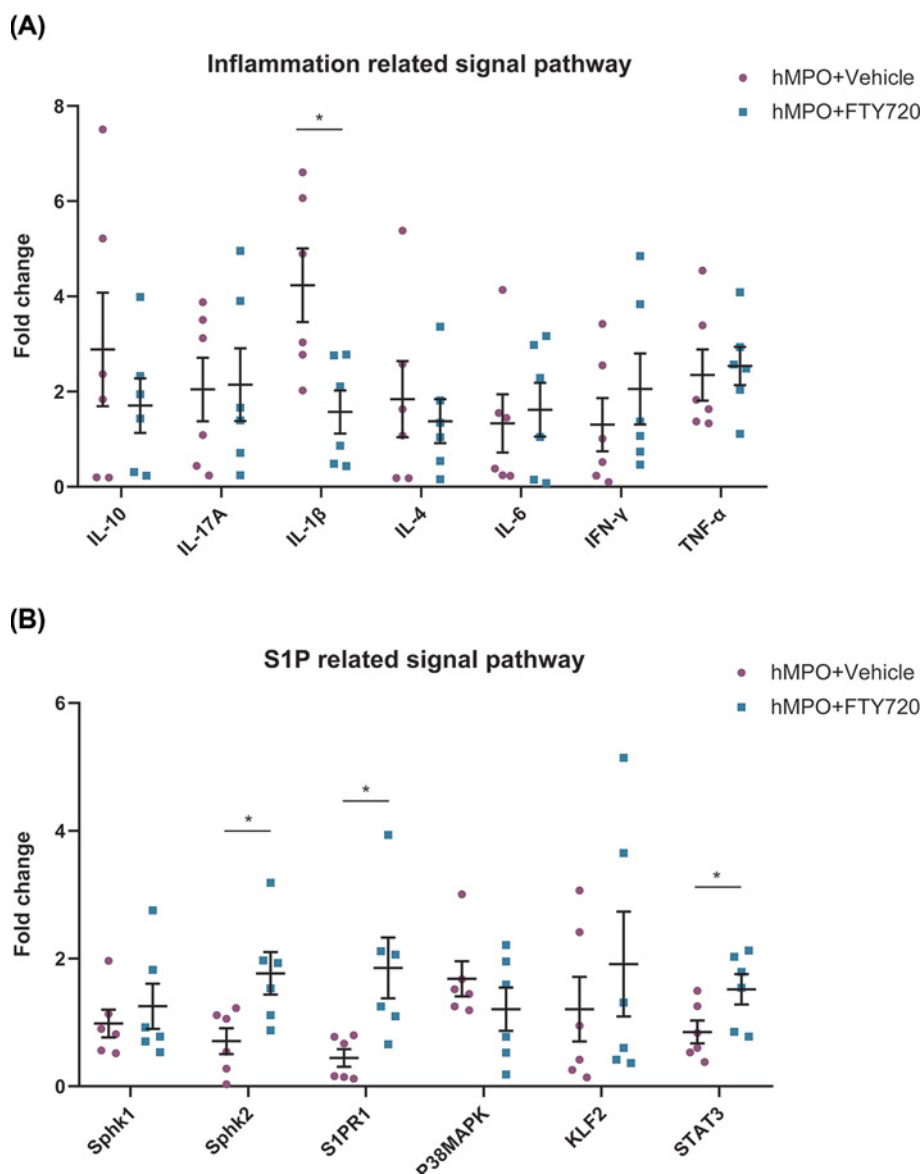 (A)
Inflammation related signal pathway
hMPO+Vehicle
hMPO+FTY720
*
8
6
4
2
0
Fold change
IL-10
IL-17A
IL-1β
IL-4
IL-6
IFN-γ
TNF-α
(B)
S1P related signal pathway
hMPO+Vehicle
hMPO+FTY720
*
*
*
6
4
2
0
Fold change
Sphk1
Sphk2
S1PR1
P38MAPK
KLF2
STAT3